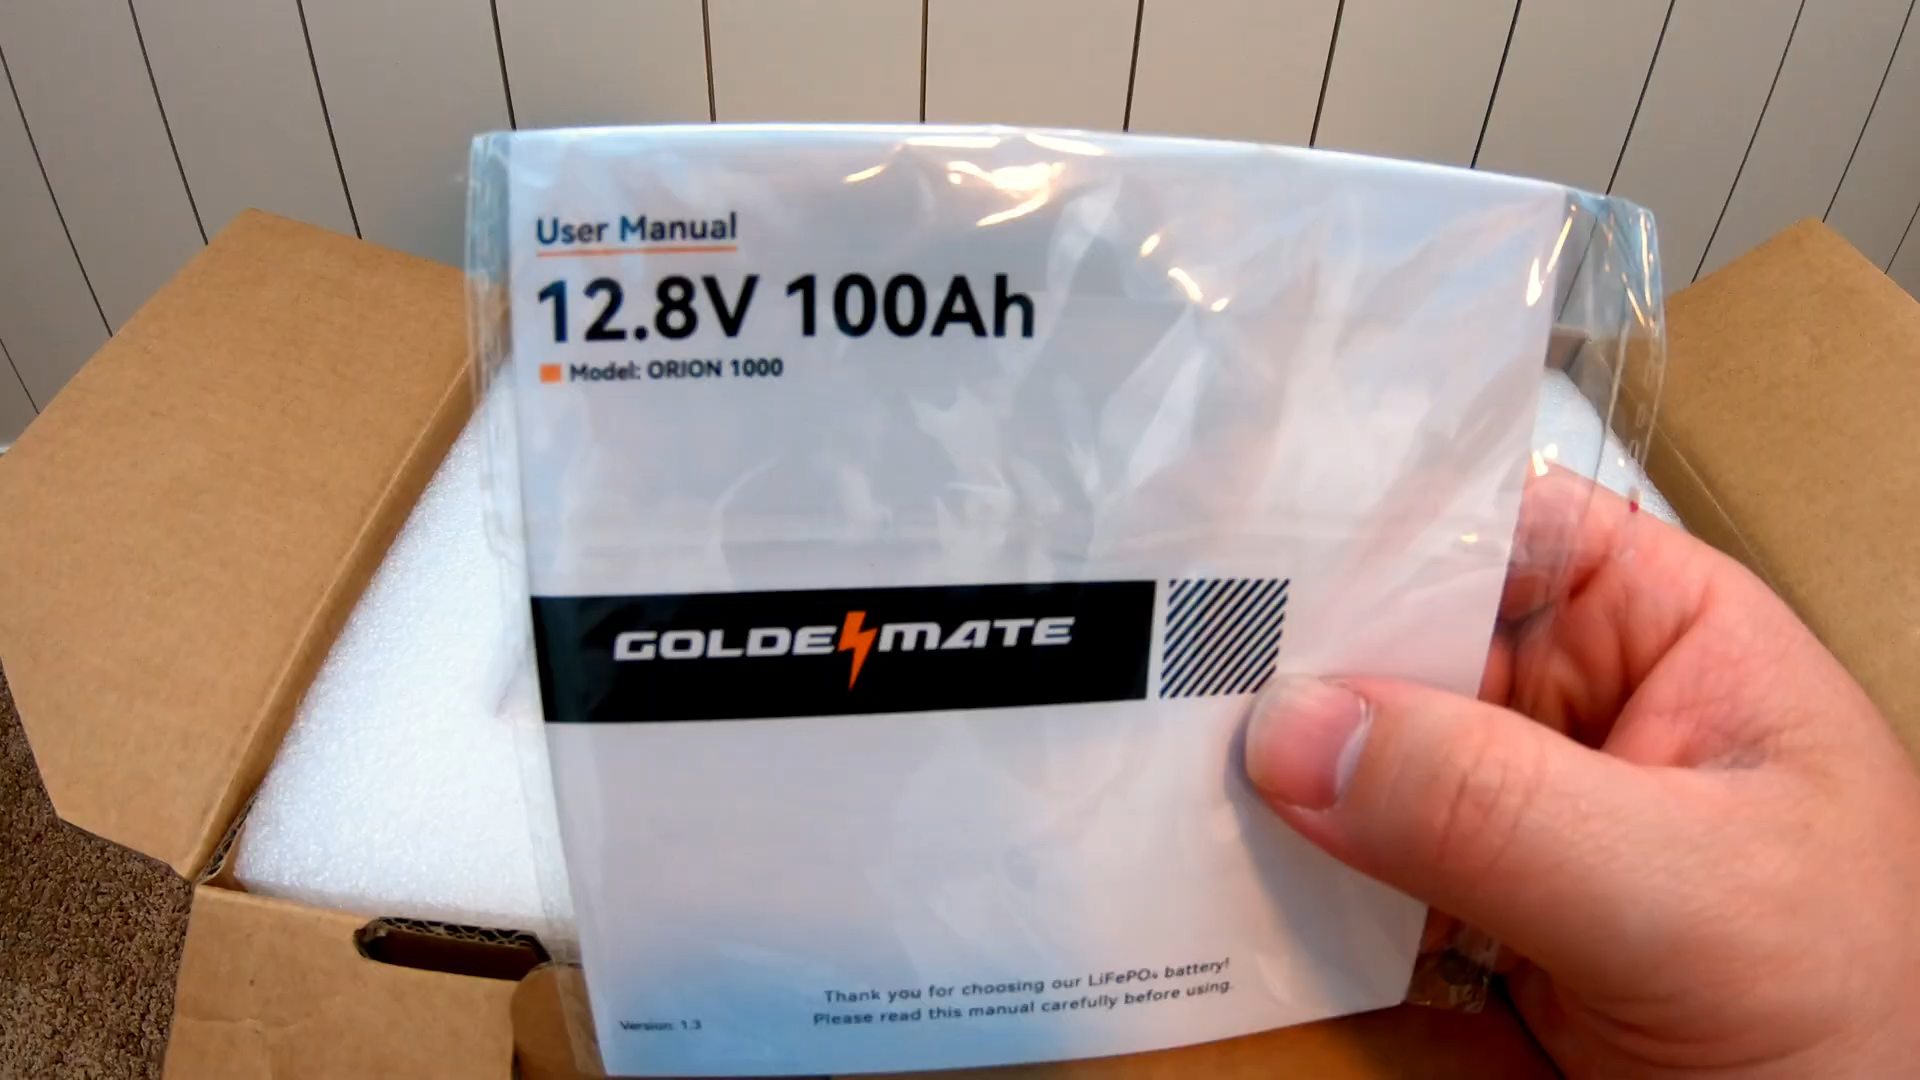 User Manual
12.8V 100Ah
Model: ORION 1000
GOLDENMATE
Thank you for choosing our LiFePO₄ battery!
Please read this manual carefully before using.
Version: 1.3